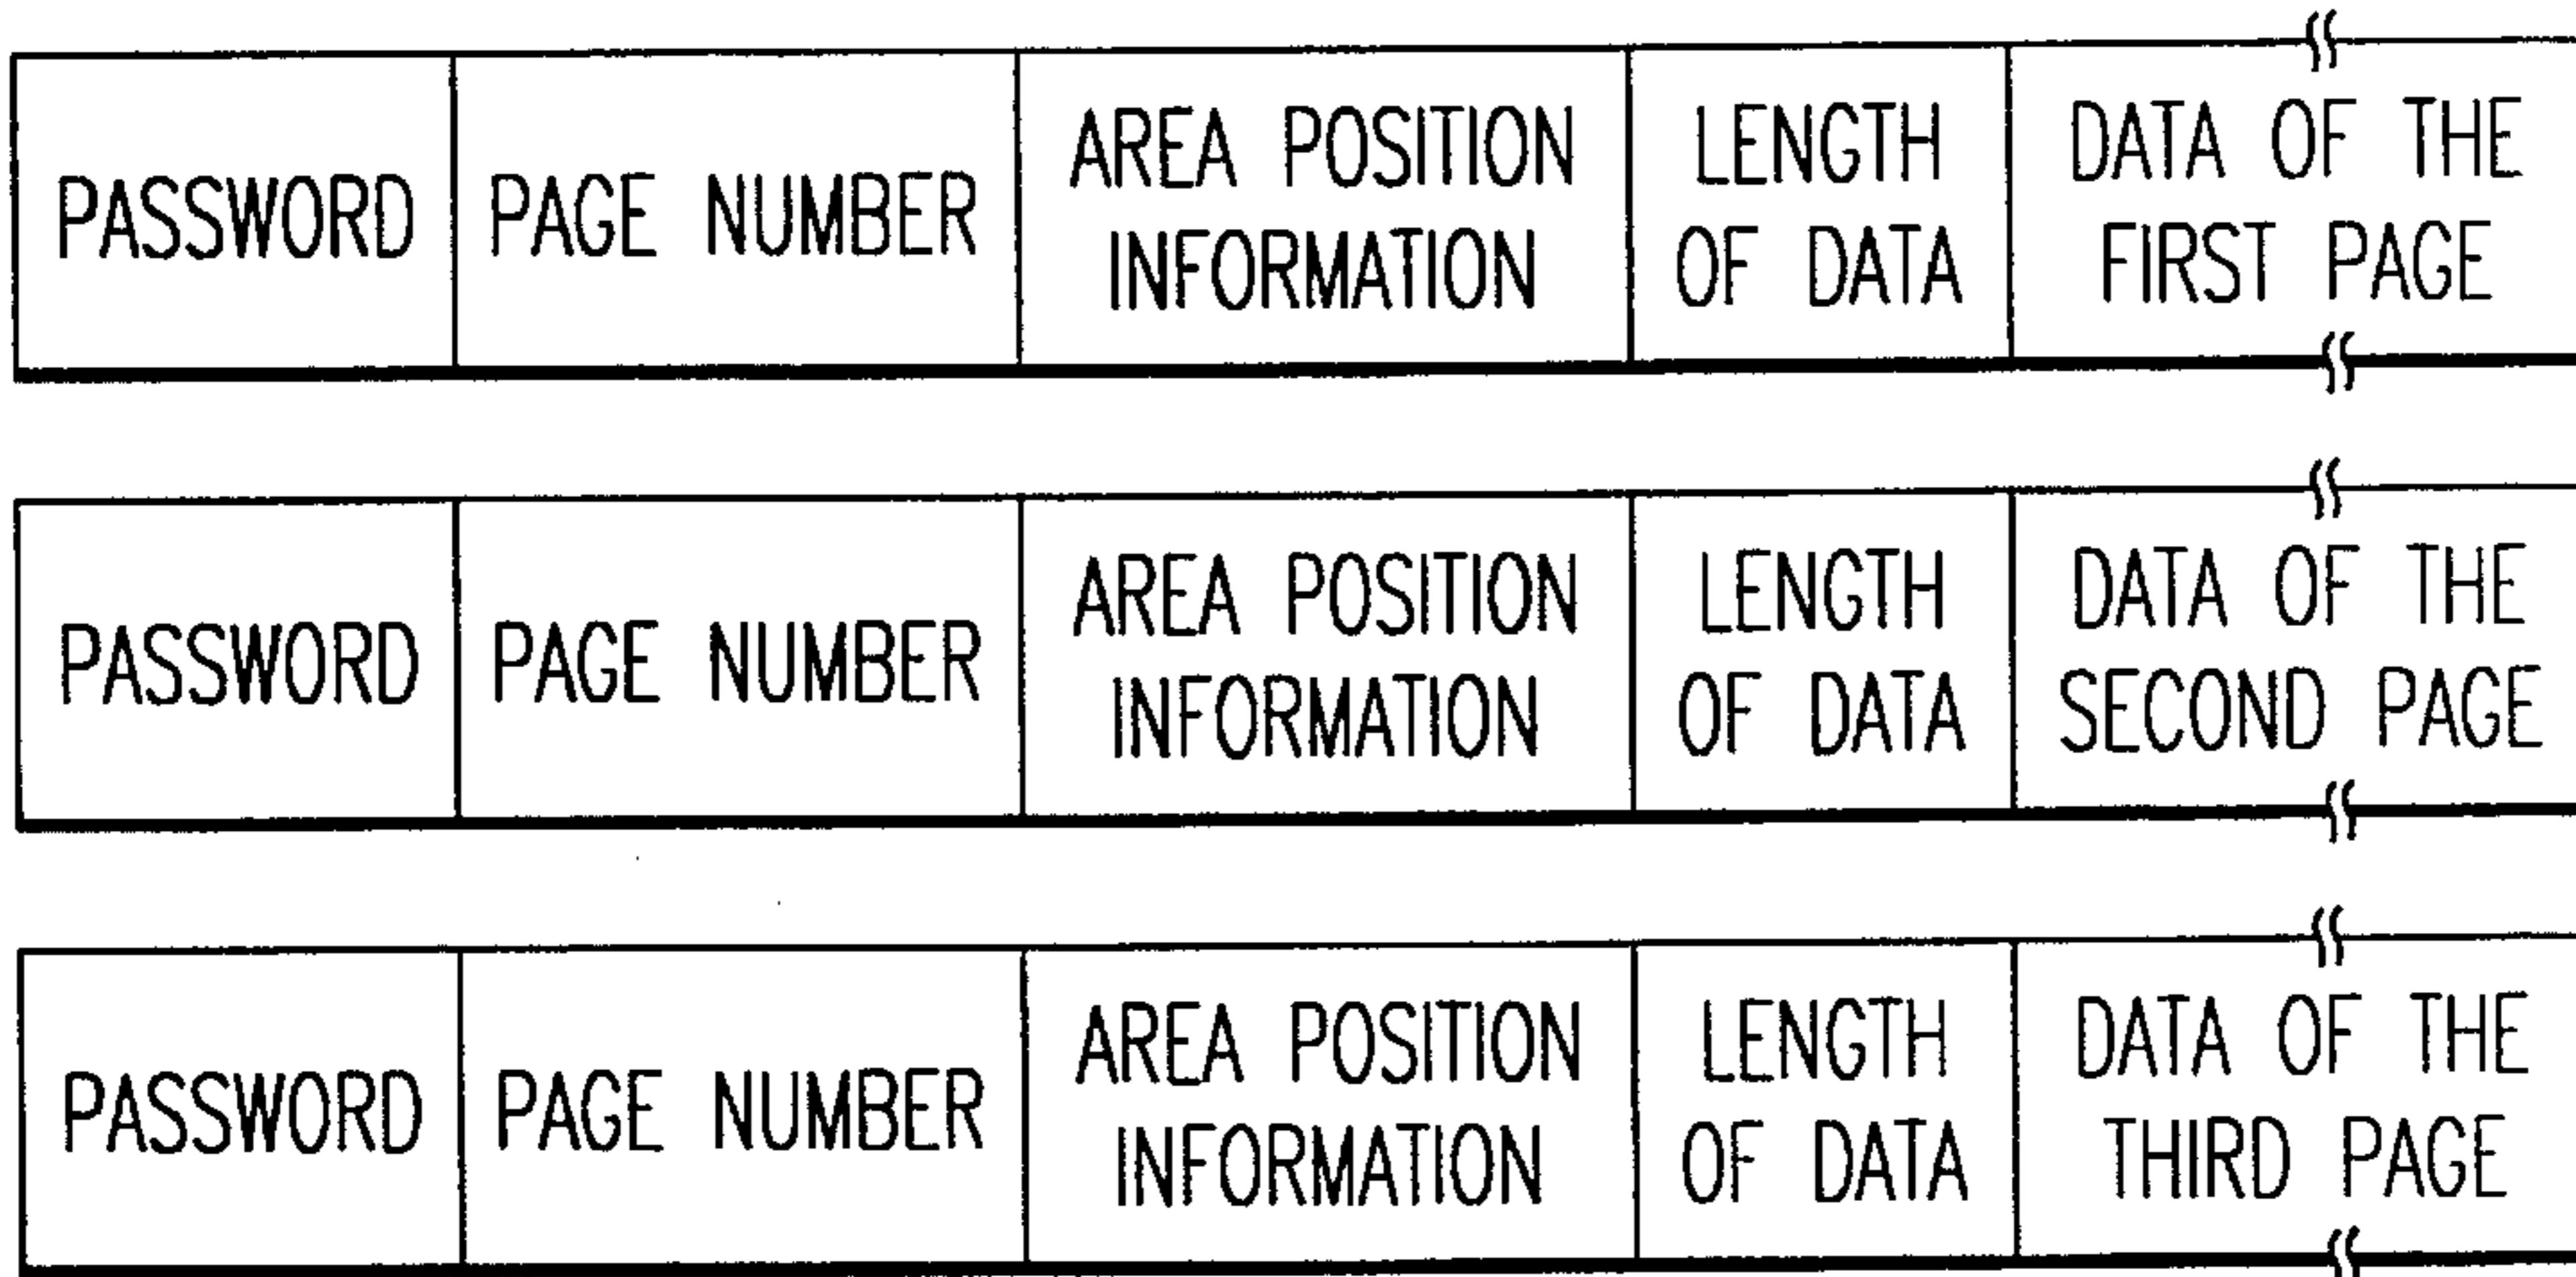 PASSWORD
PAGE NUMBER
AREA POSITION
INFORMATION
LENGTH
OF DATA
DATA OF THE
FIRST PAGE
PASSWORD
PAGE NUMBER
AREA POSITION
INFORMATION
LENGTH
OF DATA
DATA OF THE
SECOND PAGE
PASSWORD
PAGE NUMBER
AREA POSITION
INFORMATION
LENGTH
OF DATA
DATA OF THE
THIRD PAGE